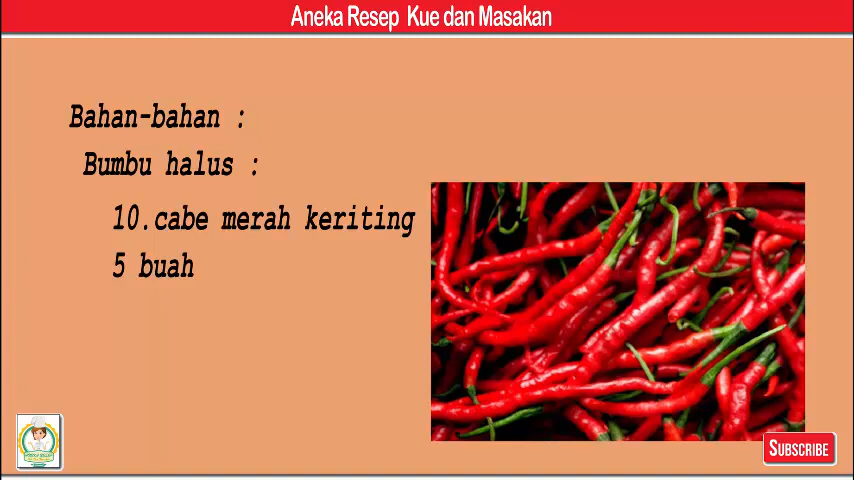 Aneka Resep Kue dan Masakan
Bahan-bahan :
Bumbu halus :
10.cabe merah keriting
5 buah
SUBSCRIBE